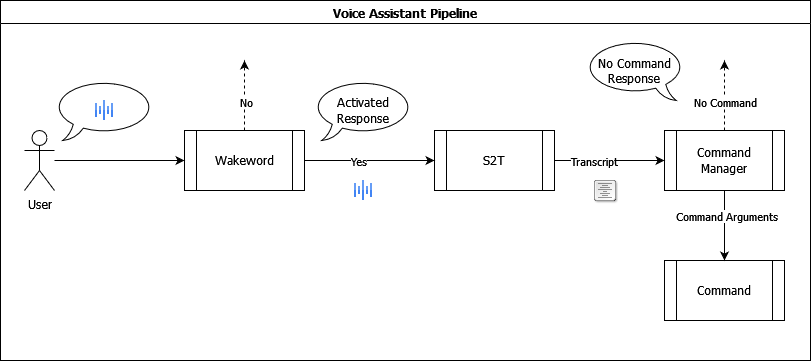 Voice Assistant Pipeline
No Command
Response
Activated
Response
No
No Command
User
Wakeword
Yes
S2T
Transcript
Command
Manager
Command Arguments
Command